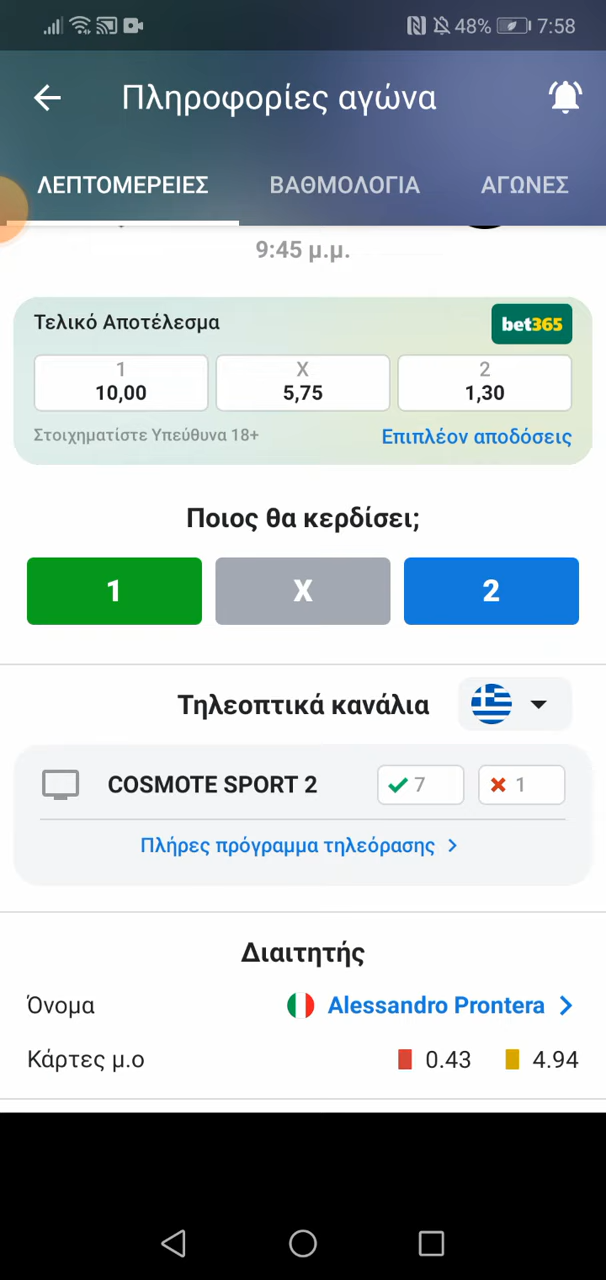 48% 7:58
Πληροφορίες αγώνα
ΛΕΠΤΟΜΕΡΕΙΕΣ ΒΑΘΜΟΛΟΓΙΑ ΑΓΩΝΕΣ
9:45 μ.μ.
Τελικό Αποτέλεσμα bet365
1 X 2
10,00 5,75 1,30
Στοιχηματίστε Υπεύθυνα 18+ Επιπλέον αποδόσεις
Ποιος θα κερδίσει;
1 X 2
Τηλεοπτικά κανάλια
COSMOTE SPORT 2 7 1
Πλήρες πρόγραμμα τηλεόρασης
Διαιτητής
Όνομα Alessandro Prontera
Κάρτες μ.ο 0.43 4.94